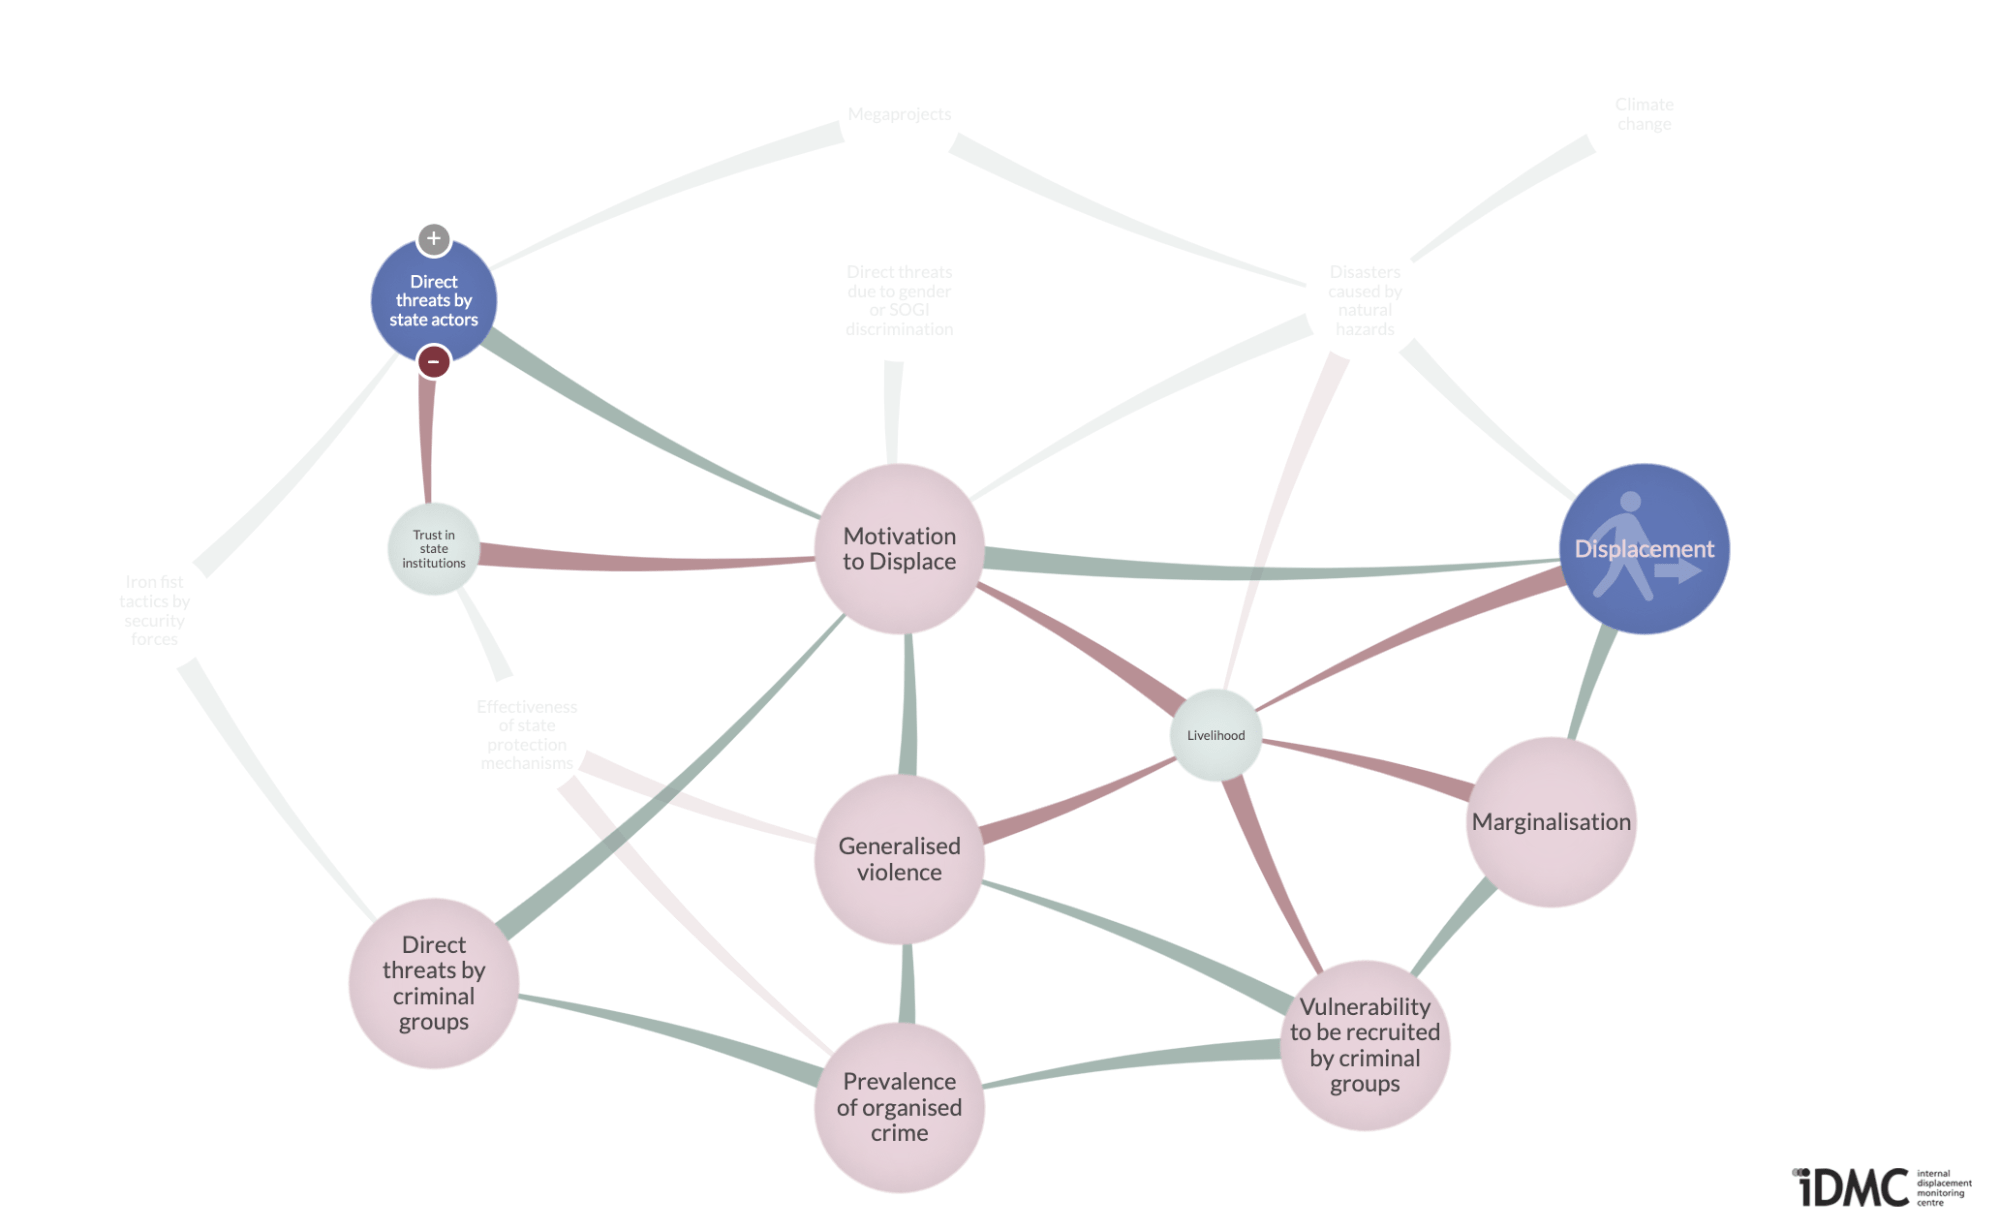 Megaprojects
Climate
change
+
Direct
threats by
state actors
−
Direct threats
due to gender
or SOGI
discrimination
Disasters
caused by
natural
hazards
Trust in
state
institutions
Motivation
to Displace
Displacement
Iron fist
tactics by
security
forces
Effectiveness
of state
protection
mechanisms
Livelihood
Generalised
violence
Marginalisation
Direct
threats by
criminal
groups
Vulnerability
to be recruited
by criminal
groups
Prevalence
of organised
crime
iDMC
internal
displacement
monitoring
centre